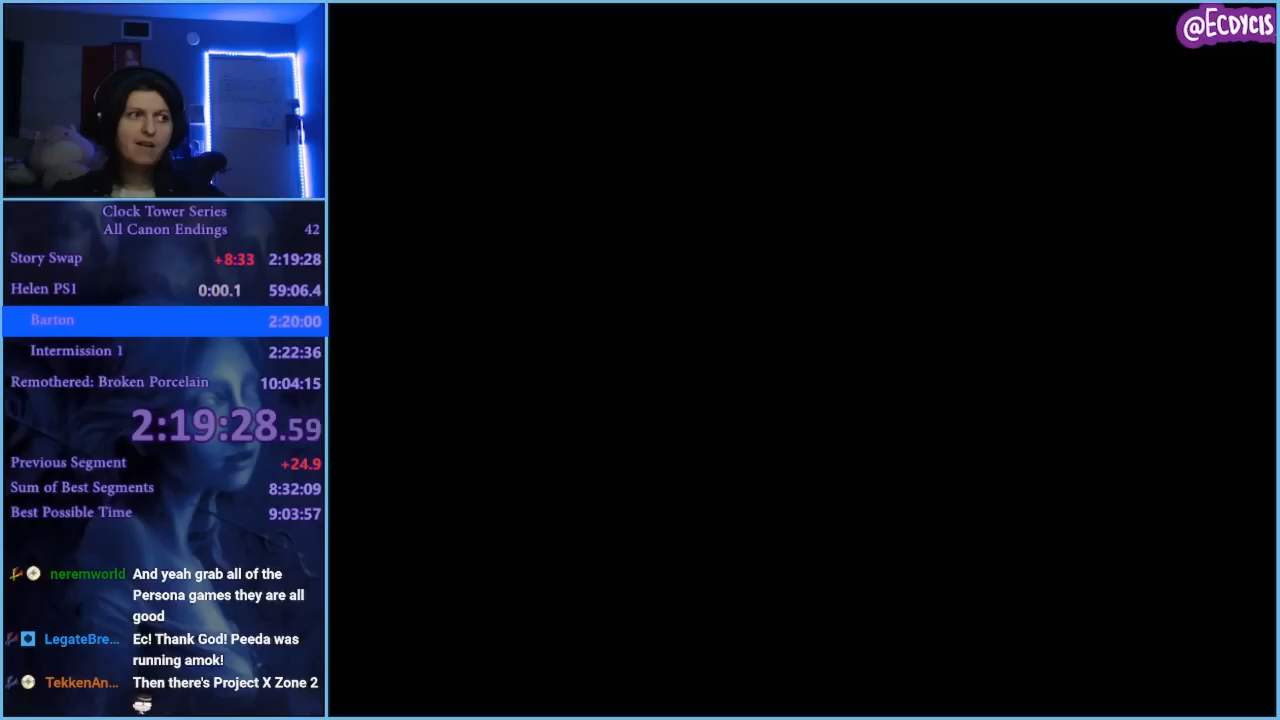 @ECDYCIS
Clock Tower Series
All Canon Endings 42
Story Swap +8:33 2:19:28
Helen PS1 0:00.1 59:06.4
Barton 2:20:00
Intermission 1 2:22:36
Remothered: Broken Porcelain 10:04:15
2:19:28.59
Previous Segment +24.9
Sum of Best Segments 8:32:09
Best Possible Time 9:03:57
neremworld And yeah grab all of the
Persona games they are all
good
LegateBre... Ec! Thank God! Peeda was
running amok!
TekkenAn... Then there's Project X Zone 2